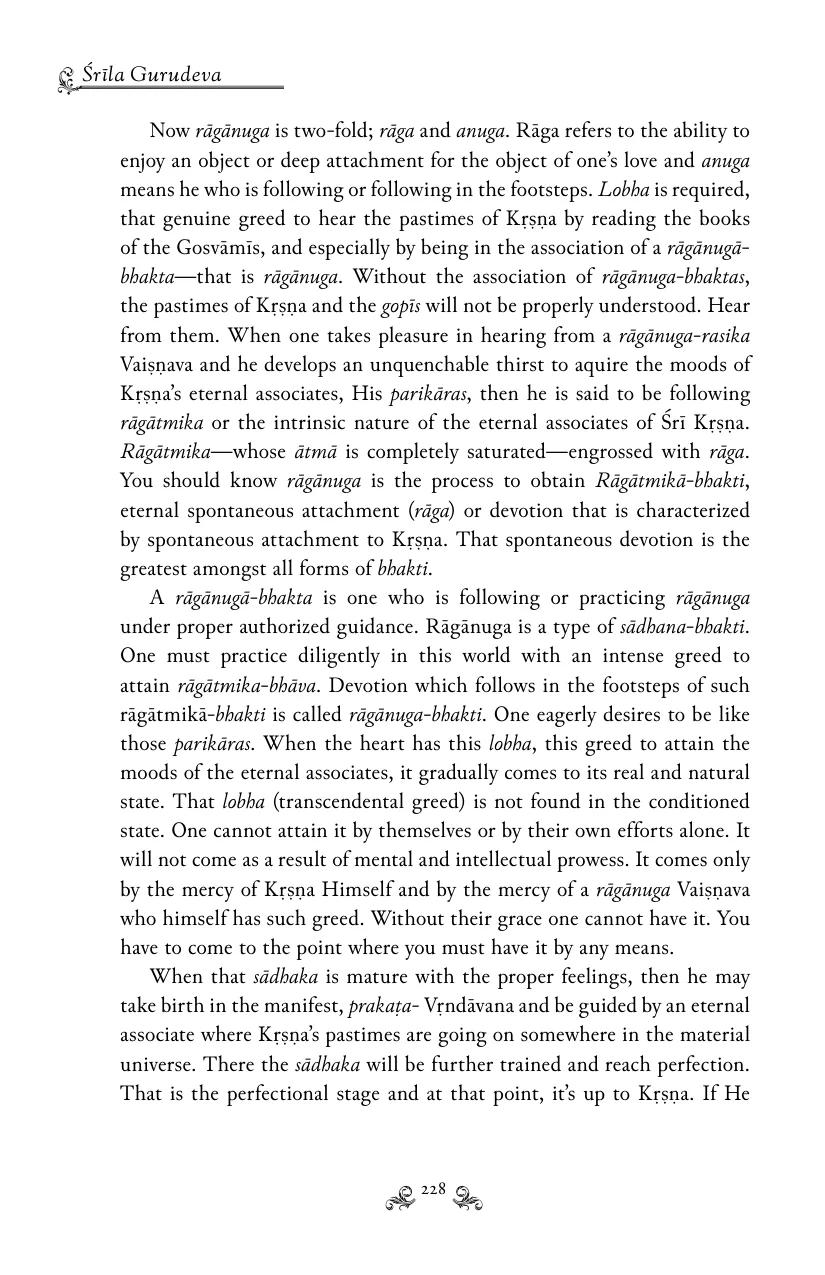 Śrīla Gurudeva
Now rāgānuga is two-fold; rāga and anuga. Rāga refers to the ability to
enjoy an object or deep attachment for the object of one’s love and anuga
means he who is following or following in the footsteps. Lobha is required,
that genuine greed to hear the pastimes of Kṛṣṇa by reading the books
of the Gosvāmīs, and especially by being in the association of a rāgānugā-
bhakta—that is rāgānuga. Without the association of rāgānuga-bhaktas,
the pastimes of Kṛṣṇa and the gopīs will not be properly understood. Hear
from them. When one takes pleasure in hearing from a rāgānuga-rasika
Vaiṣṇava and he develops an unquenchable thirst to aquire the moods of
Kṛṣṇa’s eternal associates, His parikāras, then he is said to be following
rāgātmika or the intrinsic nature of the eternal associates of Śrī Kṛṣṇa.
Rāgātmika—whose ātmā is completely saturated—engrossed with rāga.
You should know rāgānuga is the process to obtain Rāgātmikā-bhakti,
eternal spontaneous attachment (rāga) or devotion that is characterized
by spontaneous attachment to Kṛṣṇa. That spontaneous devotion is the
greatest amongst all forms of bhakti.
A rāgānugā-bhakta is one who is following or practicing rāgānuga
under proper authorized guidance. Rāgānuga is a type of sādhana-bhakti.
One must practice diligently in this world with an intense greed to
attain rāgātmika-bhāva. Devotion which follows in the footsteps of such
rāgātmikā-bhakti is called rāgānuga-bhakti. One eagerly desires to be like
those parikāras. When the heart has this lobha, this greed to attain the
moods of the eternal associates, it gradually comes to its real and natural
state. That lobha (transcendental greed) is not found in the conditioned
state. One cannot attain it by themselves or by their own efforts alone. It
will not come as a result of mental and intellectual prowess. It comes only
by the mercy of Kṛṣṇa Himself and by the mercy of a rāgānuga Vaiṣṇava
who himself has such greed. Without their grace one cannot have it. You
have to come to the point where you must have it by any means.
When that sādhaka is mature with the proper feelings, then he may
take birth in the manifest, prakaṭa- Vṛndāvana and be guided by an eternal
associate where Kṛṣṇa’s pastimes are going on somewhere in the material
universe. There the sādhaka will be further trained and reach perfection.
That is the perfectional stage and at that point, it’s up to Kṛṣṇa. If He
228